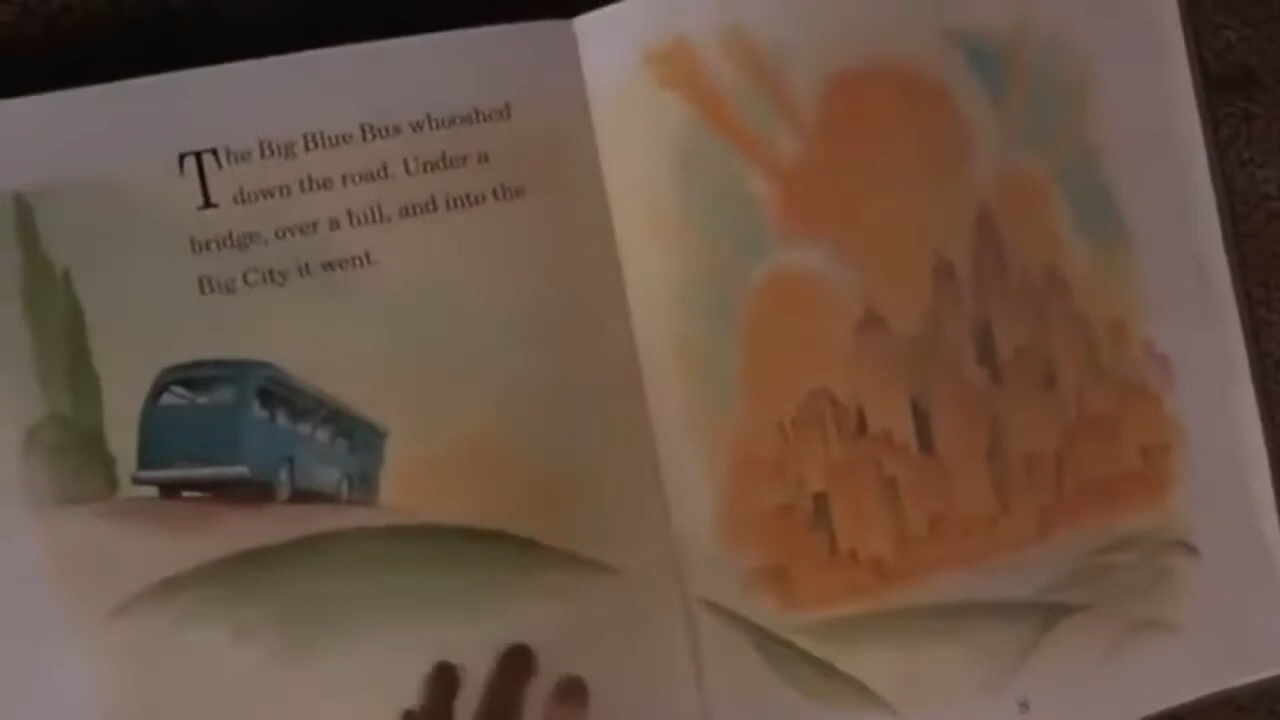 The Big Blue Bus whooshed
down the road. Under a
bridge, over a hill, and into the
Big City it went.